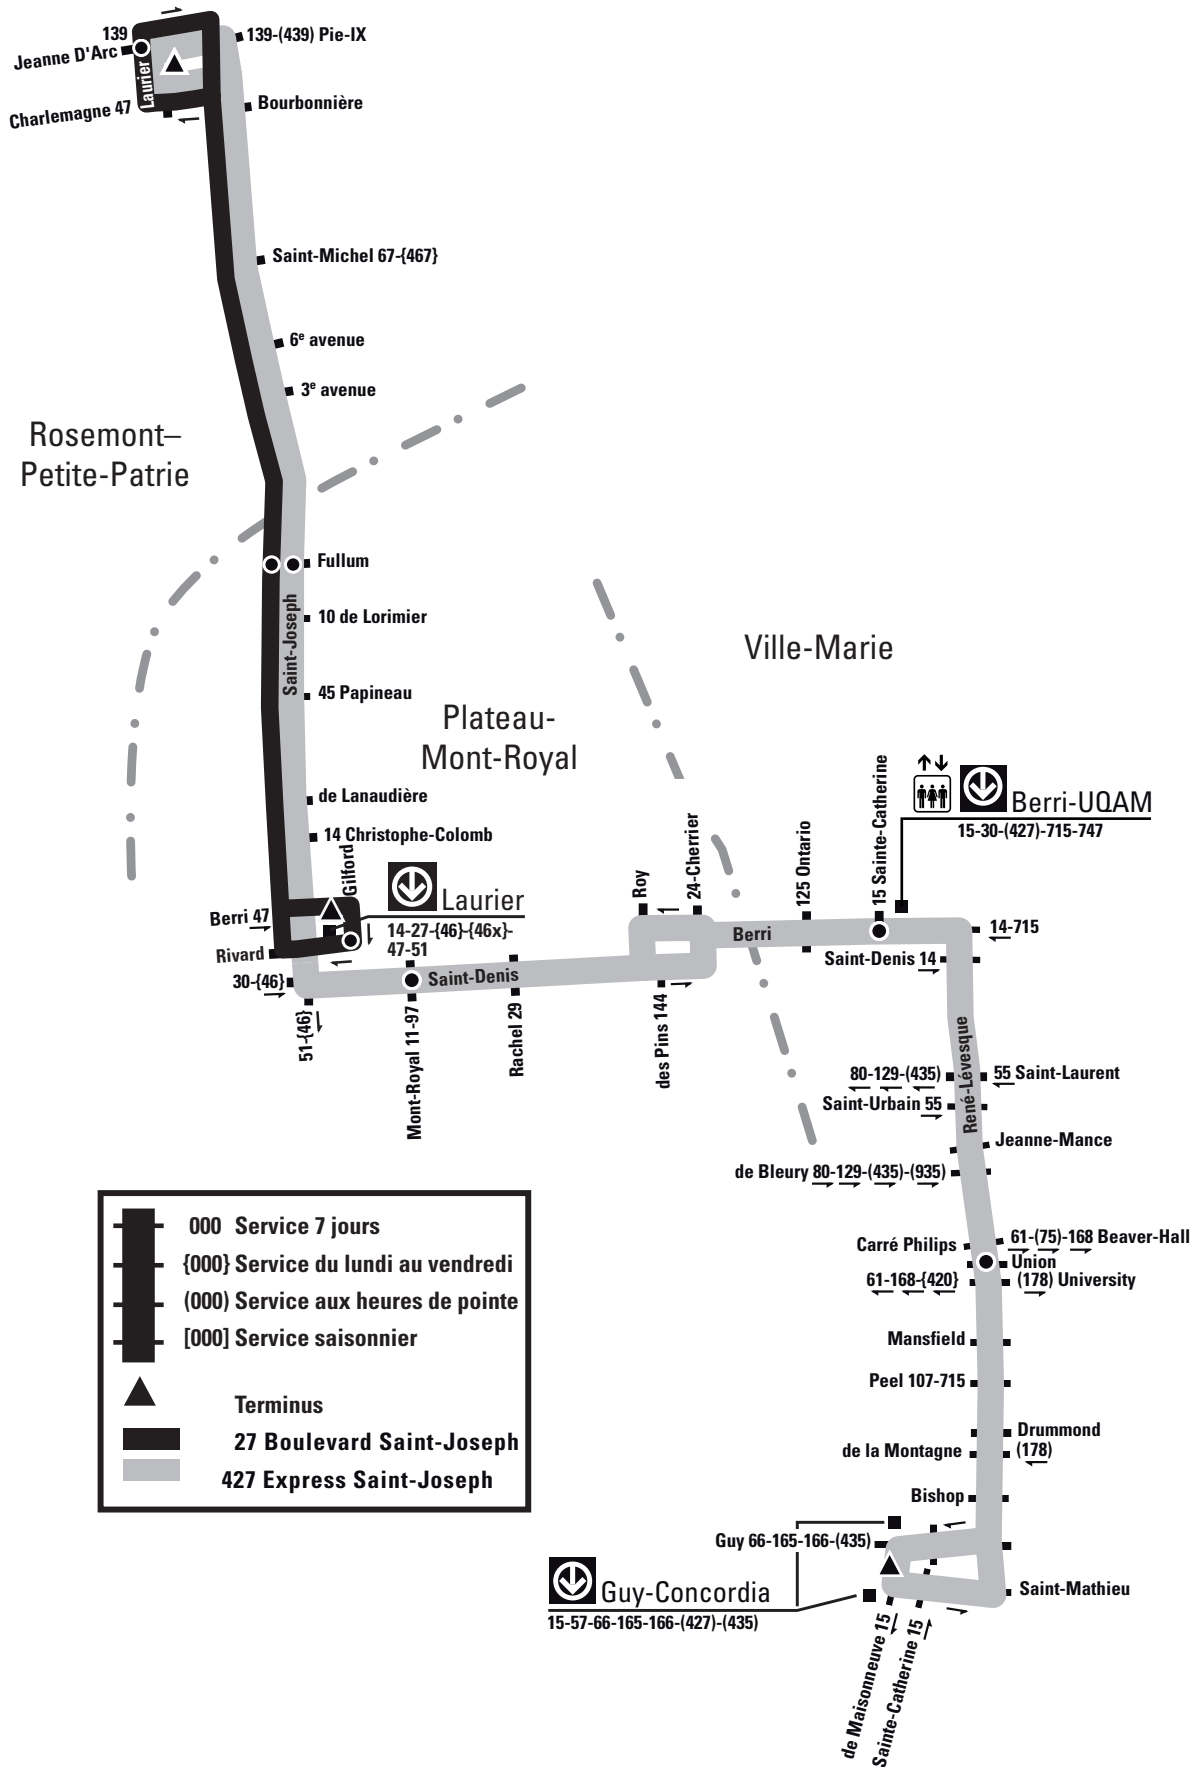 139
Jeanne D'Arc
Laurier
Charlemagne 47
139-(439) Pie-IX
Bourbonnière
Saint-Michel 67-{467}
6e avenue
3e avenue
Rosemont–
Petite-Patrie
Fullum
10 de Lorimier
Saint-Joseph
45 Papineau
Ville-Marie
Plateau-
Mont-Royal
de Lanaudière
14 Christophe-Colomb
Gilford
Berri 47
Rivard
30-{46}
51-{46}
Laurier
14-27-{46}-{46x}-
47-51
Saint-Denis
Mont-Royal 11-97
Rachel 29
des Pins 144
Roy
24-Cherrier
Berri
125 Ontario
15 Sainte-Catherine
Berri-UQAM
15-30-(427)-715-747
14-715
Saint-Denis 14
René-Lévesque
80-129-(435)
55 Saint-Laurent
Saint-Urbain 55
Jeanne-Mance
de Bleury 80-129-(435)-(935)
Carré Philips
61-(75)-168 Beaver-Hall
Union
61-168-{420}
(178) University
Mansfield
Peel 107-715
Drummond
de la Montagne
(178)
Bishop
Guy 66-165-166-(435)
Guy-Concordia
15-57-66-165-166-(427)-(435)
Saint-Mathieu
de Maisonneuve 15
Sainte-Catherine 15
000 Service 7 jours
{000} Service du lundi au vendredi
(000) Service aux heures de pointe
[000] Service saisonnier
Terminus
27 Boulevard Saint-Joseph
427 Express Saint-Joseph